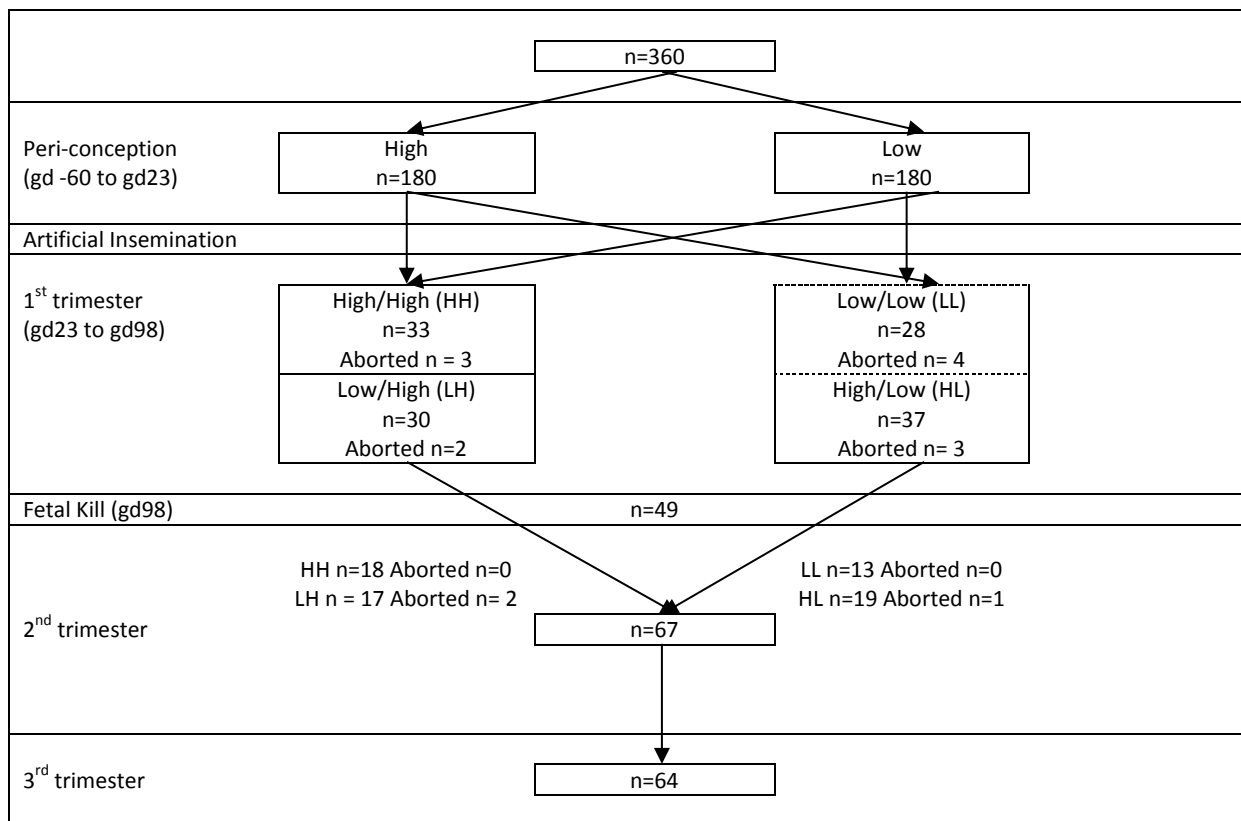 n=360
Peri-conception
(gd -60 to gd23)
High
n=180
Low
n=180
Artificial Insemination
1st trimester
(gd23 to gd98)
High/High (HH)
n=33
Aborted n = 3
Low/High (LH)
n=30
Aborted n=2
Low/Low (LL)
n=28
Aborted n= 4
High/Low (HL)
n=37
Aborted n= 3
Fetal Kill (gd98)
n=49
HH n=18 Aborted n=0
LH n = 17 Aborted n= 2
LL n=13 Aborted n=0
HL n=19 Aborted n=1
2nd trimester
n=67
3rd trimester
n=64